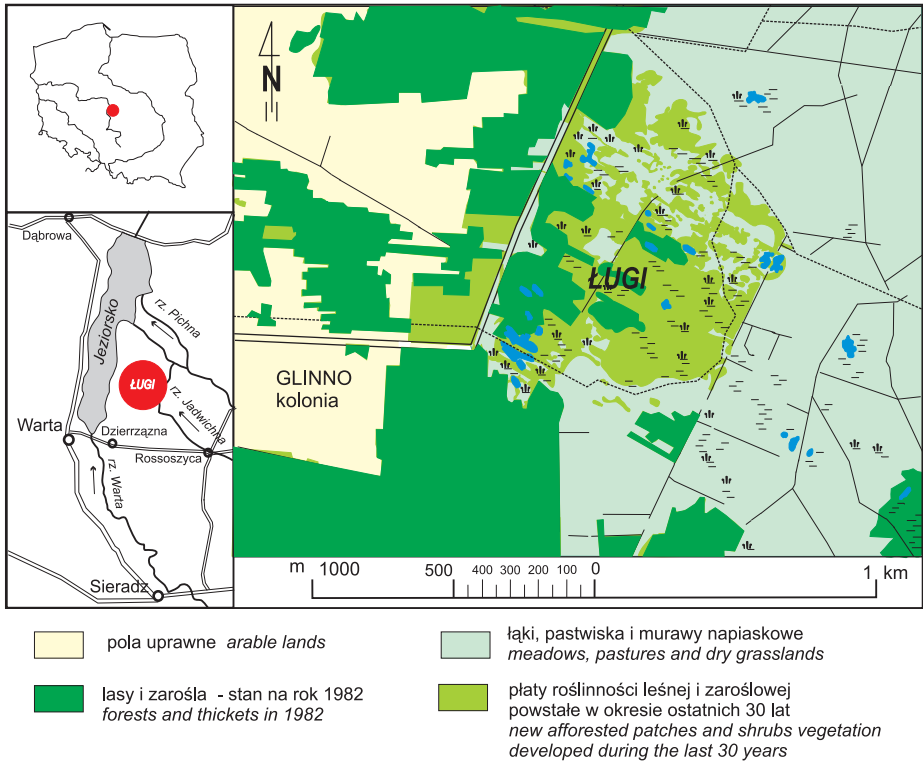 N
Dąbrowa
Jeziorsko
rz. Pichna
ŁUGI
rz. Jadwichna
Warta
Dzierrzązna
Rossoszyca
rz. Warta
Sieradz
ŁUGI
GLINNO
kolonia
m 1000 500 400 300 200 100 0 1 km
pola uprawne arable lands
lasy i zarośla - stan na rok 1982
forests and thickets in 1982
łąki, pastwiska i murawy napiaskowe
meadows, pastures and dry grasslands
płaty roślinności leśnej i zaroślowej
powstałe w okresie ostatnich 30 lat
new afforested patches and shrubs vegetation
developed during the last 30 years